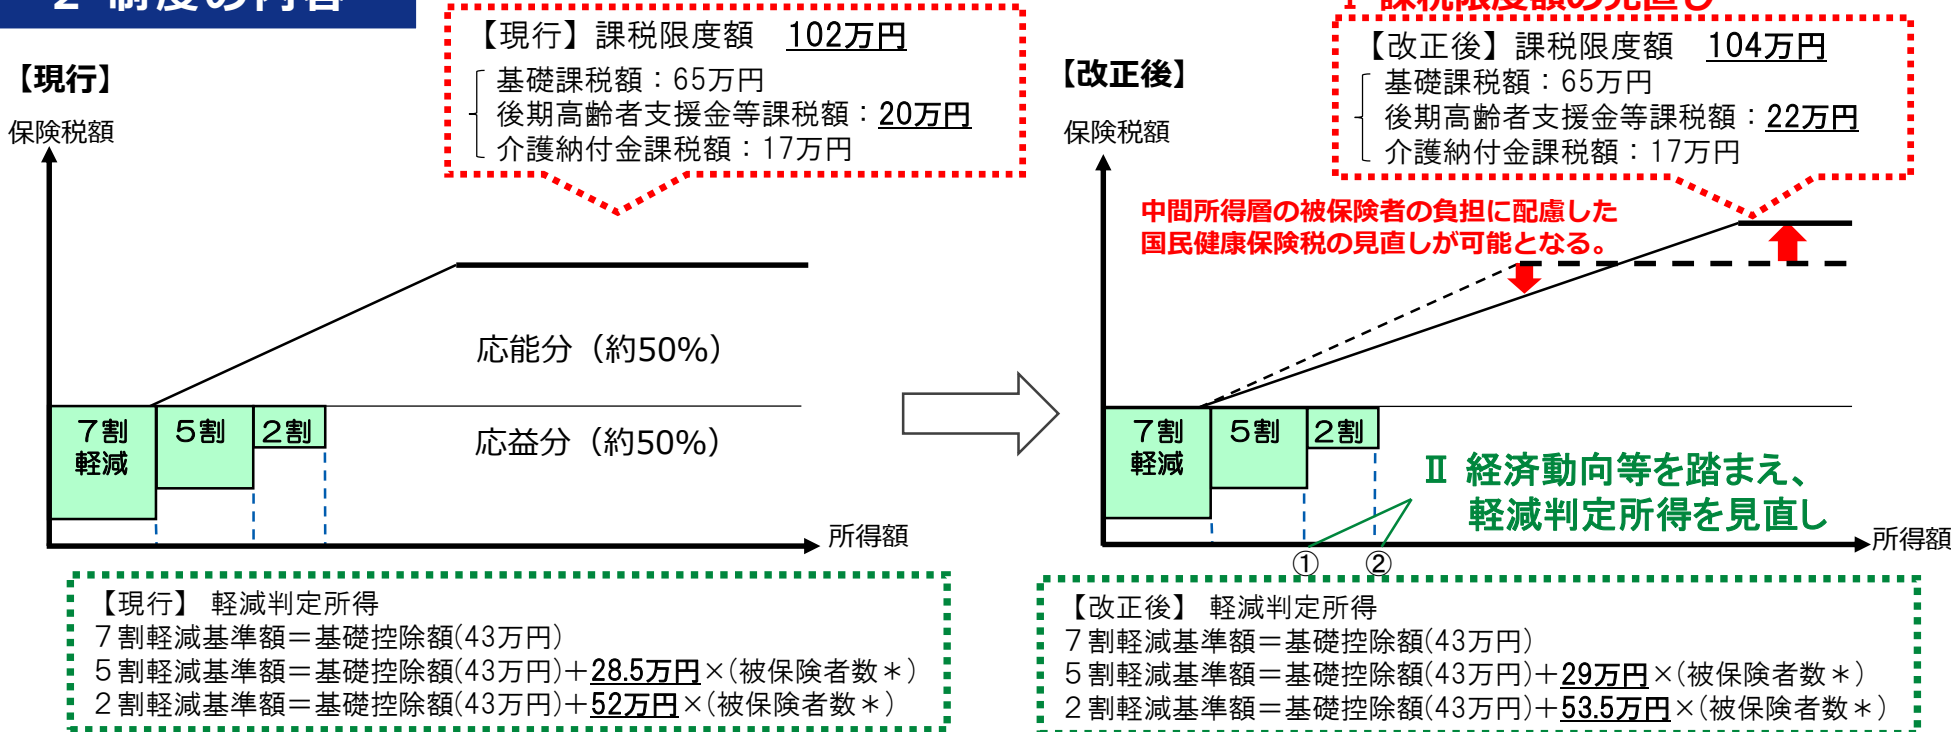 2 制度の内容
【現行】課税限度額 102万円
基礎課税額：65万円
後期高齢者支援金等課税額：20万円
介護納付金課税額：17万円
【現行】
保険税額
応能分（約50%）
応益分（約50%）
7割
軽減
5割
2割
所得額
【現行】 軽減判定所得
7割軽減基準額＝基礎控除額(43万円)
5割軽減基準額＝基礎控除額(43万円)＋28.5万円×(被保険者数＊)
2割軽減基準額＝基礎控除額(43万円)＋52万円×(被保険者数＊)
Ⅰ 課税限度額の見直し
【改正後】課税限度額 104万円
基礎課税額：65万円
後期高齢者支援金等課税額：22万円
介護納付金課税額：17万円
【改正後】
保険税額
中間所得層の被保険者の負担に配慮した
国民健康保険税の見直しが可能となる。
7割
軽減
5割
2割
Ⅱ 経済動向等を踏まえ、
軽減判定所得を見直し
所得額
① ②
【改正後】 軽減判定所得
7割軽減基準額＝基礎控除額(43万円)
5割軽減基準額＝基礎控除額(43万円)＋29万円×(被保険者数＊)
2割軽減基準額＝基礎控除額(43万円)＋53.5万円×(被保険者数＊)